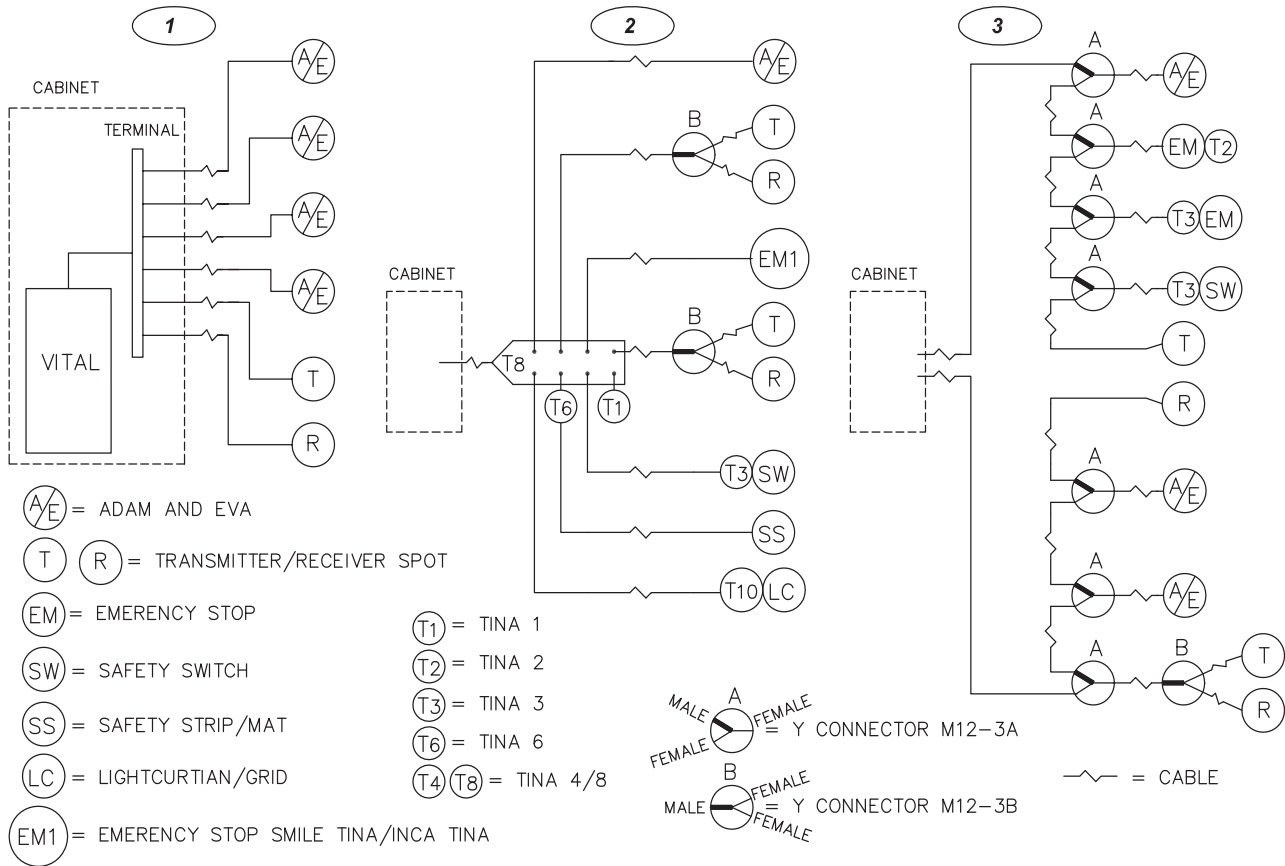 1
CABINET
TERMINAL
VITAL
A/E
A/E
A/E
A/E
T
R
2
A/E
B
T
R
EM1
CABINET
B
T
R
T8
T6
T1
T3 SW
SS
T10 LC
3
A
A/E
A
EM T2
A
T3 EM
CABINET
A
T3 SW
T
R
A
A/E
A
A/E
A
B
T
R
A/E = ADAM AND EVA
T R = TRANSMITTER/RECEIVER SPOT
EM = EMERENCY STOP
SW = SAFETY SWITCH
SS = SAFETY STRIP/MAT
LC = LIGHTCURTIAN/GRID
EM1 = EMERENCY STOP SMILE TINA/INCA TINA
T1 = TINA 1
T2 = TINA 2
T3 = TINA 3
T6 = TINA 6
T4 T8 = TINA 4/8
A
MALE FEMALE
FEMALE = Y CONNECTOR M12-3A
B
MALE FEMALE = Y CONNECTOR M12-3B
FEMALE
= CABLE